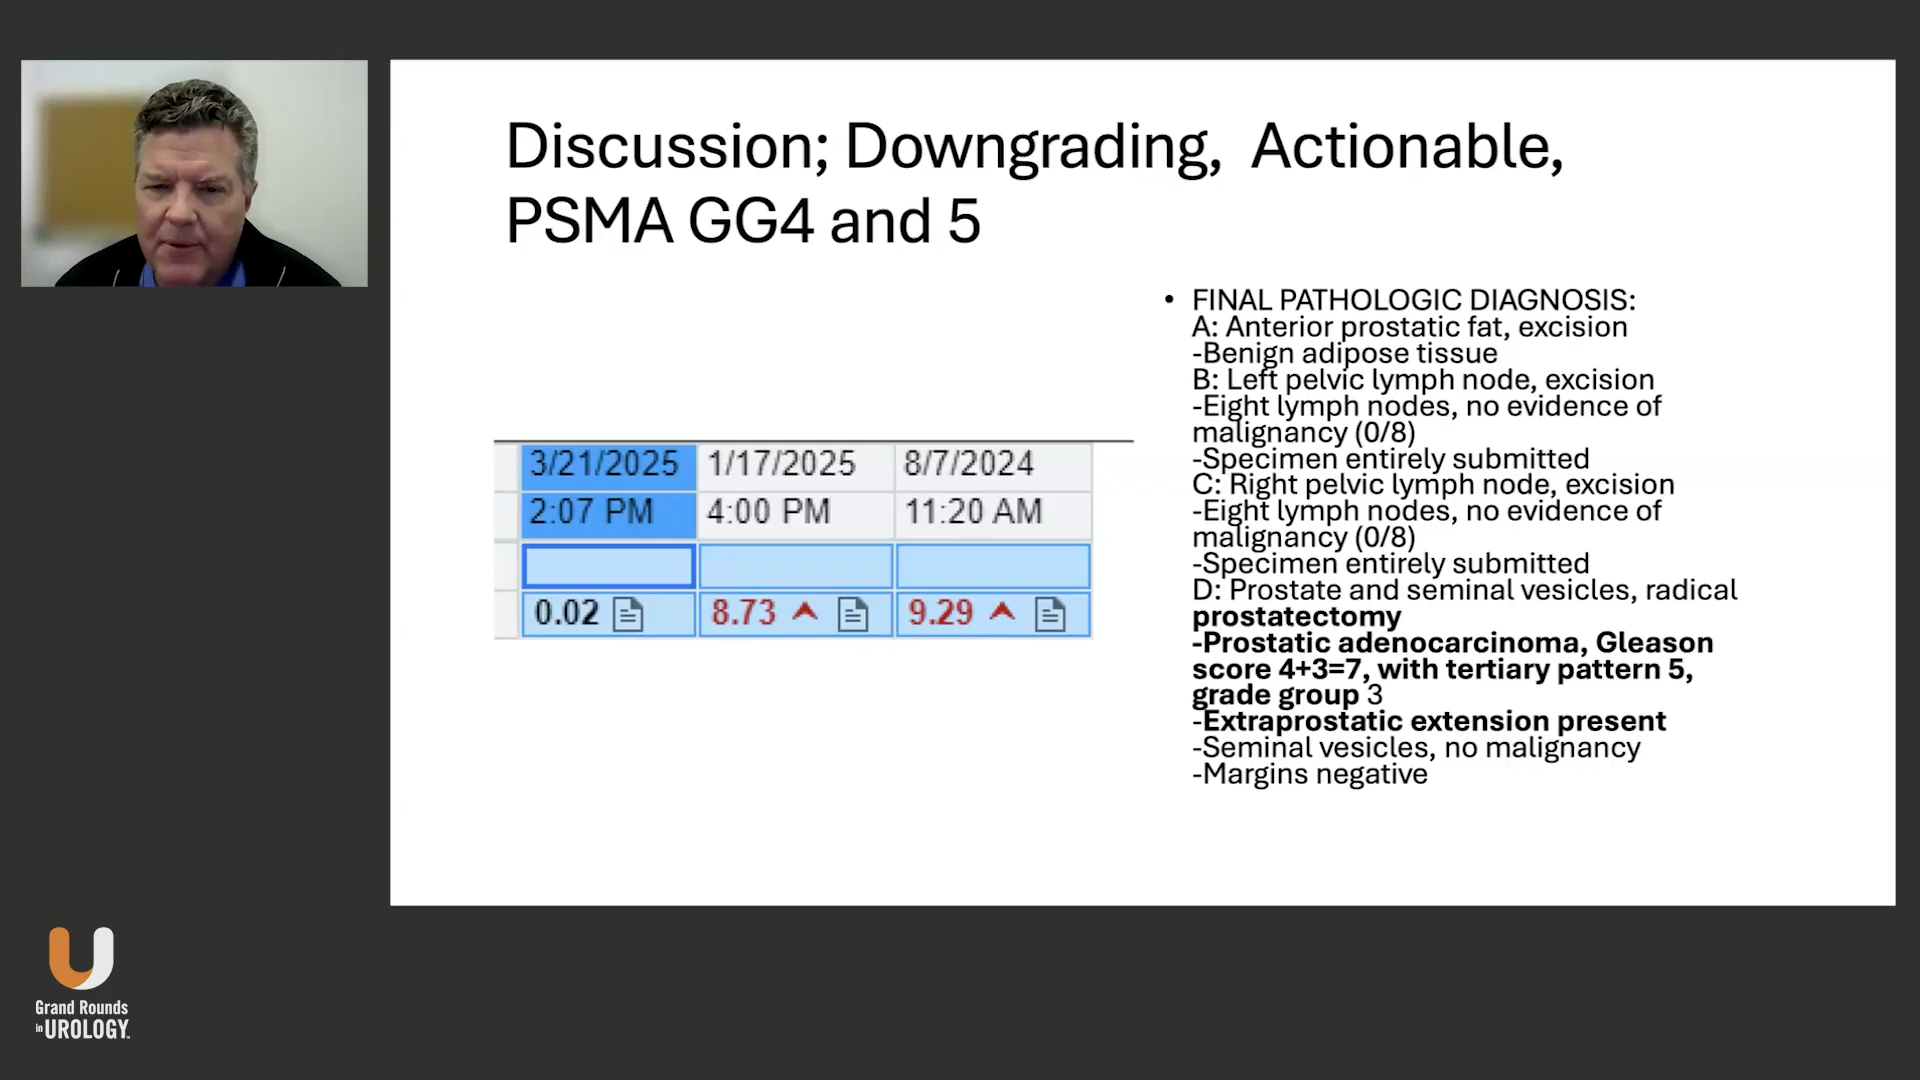 Discussion; Downgrading, Actionable,
PSMA GG4 and 5
3/21/2025 1/17/2025 8/7/2024
2:07 PM 4:00 PM 11:20 AM
0.02 8.73 9.29
• FINAL PATHOLOGIC DIAGNOSIS:
A: Anterior prostatic fat, excision
-Benign adipose tissue
B: Left pelvic lymph node, excision
-Eight lymph nodes, no evidence of
malignancy (0/8)
-Specimen entirely submitted
C: Right pelvic lymph node, excision
-Eight lymph nodes, no evidence of
malignancy (0/8)
-Specimen entirely submitted
D: Prostate and seminal vesicles, radical
prostatectomy
-Prostatic adenocarcinoma, Gleason
score 4+3=7, with tertiary pattern 5,
grade group 3
-Extraprostatic extension present
-Seminal vesicles, no malignancy
-Margins negative
Grand Rounds
in UROLOGY